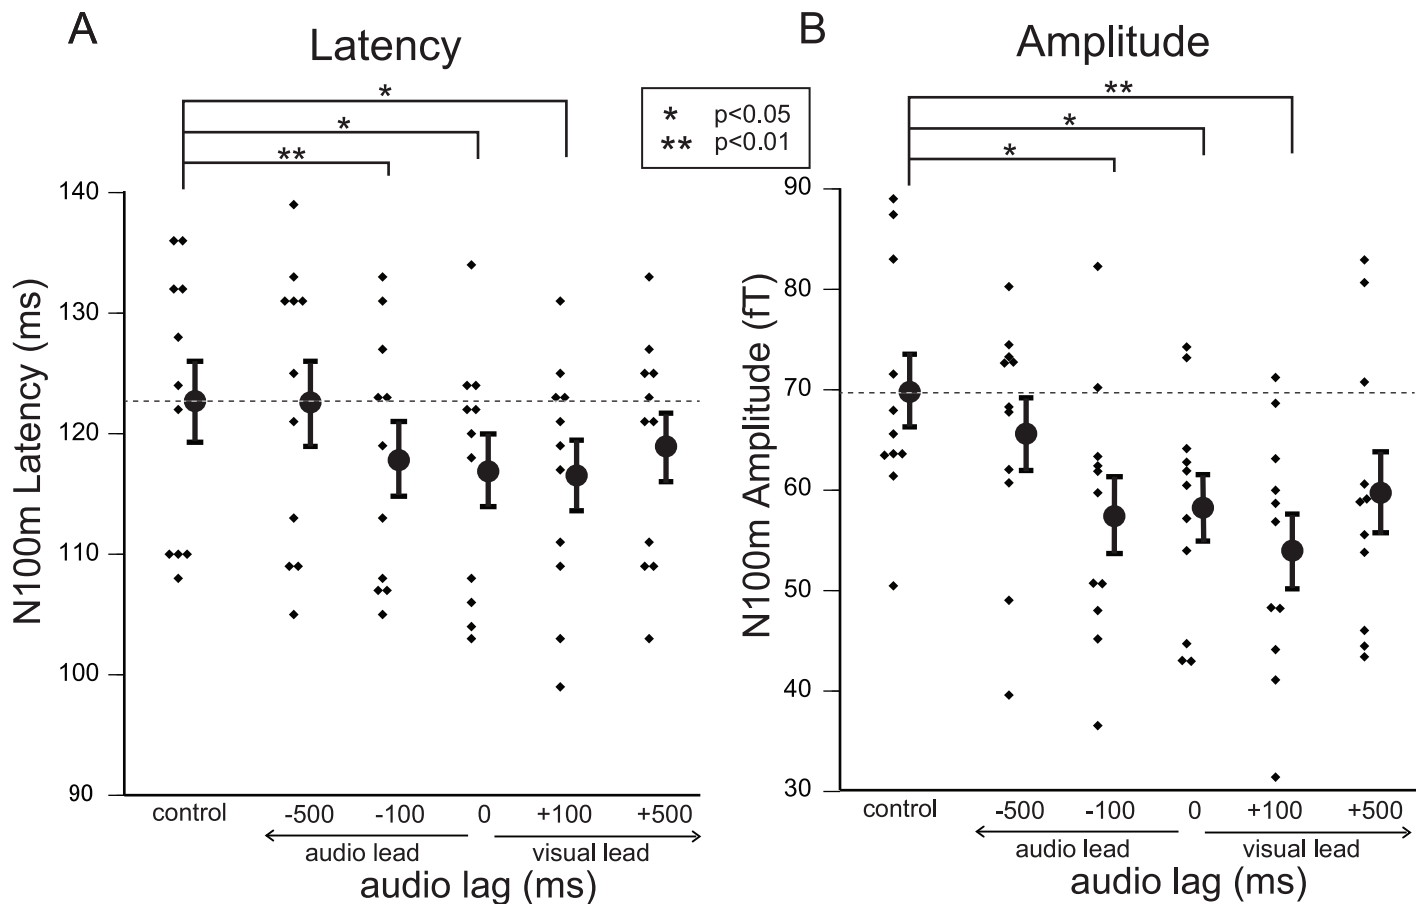 A
Latency
*
*
**
* p<0.05
** p<0.01
140
130
120
110
100
90
N100m Latency (ms)
control -500 -100 0 +100 +500
audio lead visual lead
audio lag (ms)
B
Amplitude
**
*
*
90
80
70
60
50
40
30
N100m Amplitude (fT)
control -500 -100 0 +100 +500
audio lead visual lead
audio lag (ms)